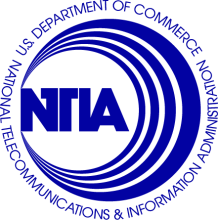 U.S. DEPARTMENT OF COMMERCE
NATIONAL TELECOMMUNICATIONS & INFORMATION ADMINISTRATION
NTIA